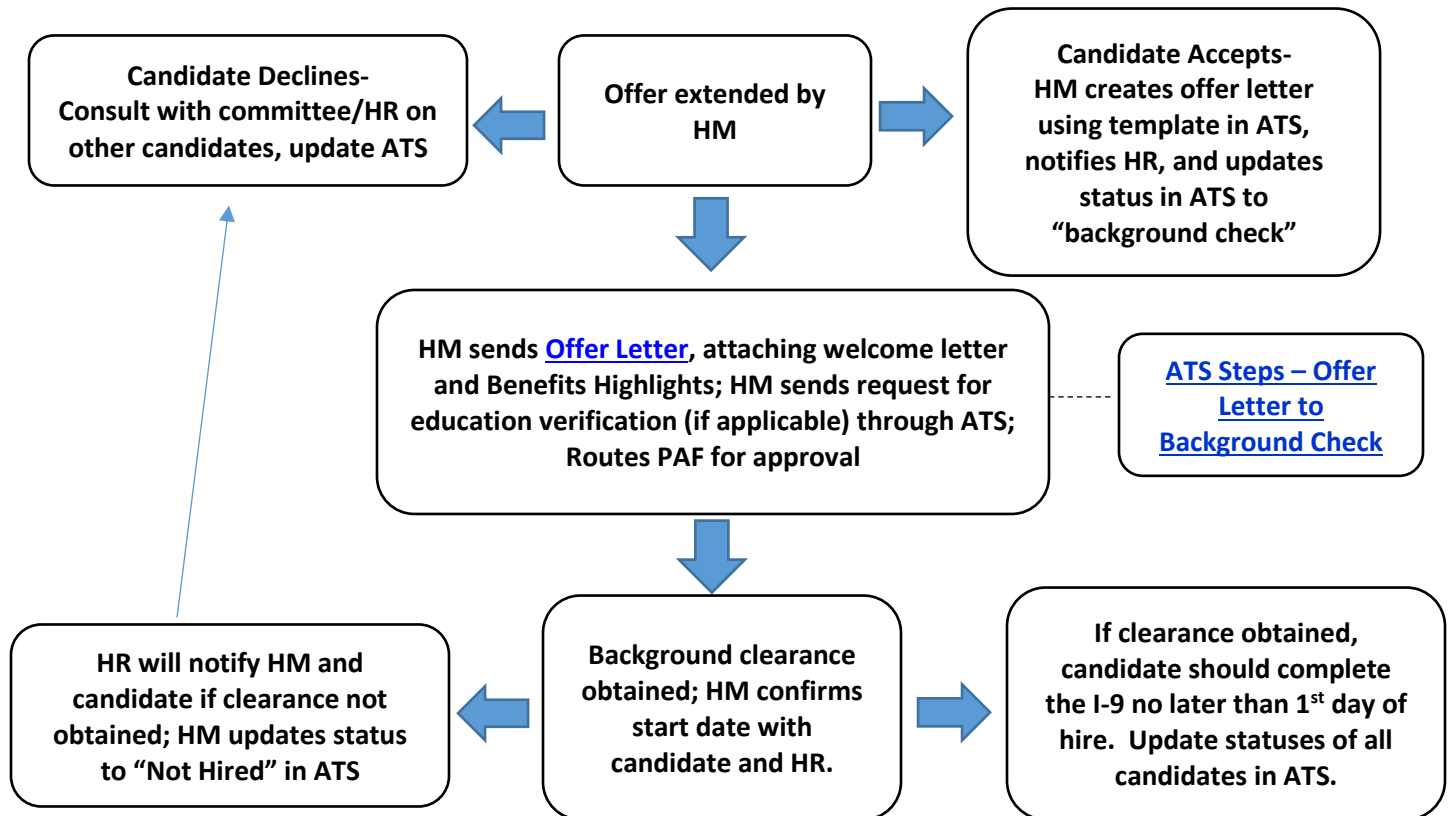 Candidate Declines-
Consult with committee/HR on
other candidates, update ATS
Offer extended by
HM
Candidate Accepts-
HM creates offer letter
using template in ATS,
notifies HR, and updates
status in ATS to
“background check”
HM sends Offer Letter, attaching welcome letter
and Benefits Highlights; HM sends request for
education verification (if applicable) through ATS;
Routes PAF for approval
ATS Steps – Offer
Letter to
Background Check
HR will notify HM and
candidate if clearance not
obtained; HM updates status
to “Not Hired” in ATS
Background clearance
obtained; HM confirms
start date with
candidate and HR.
If clearance obtained,
candidate should complete
the I-9 no later than 1st day of
hire.  Update statuses of all
candidates in ATS.